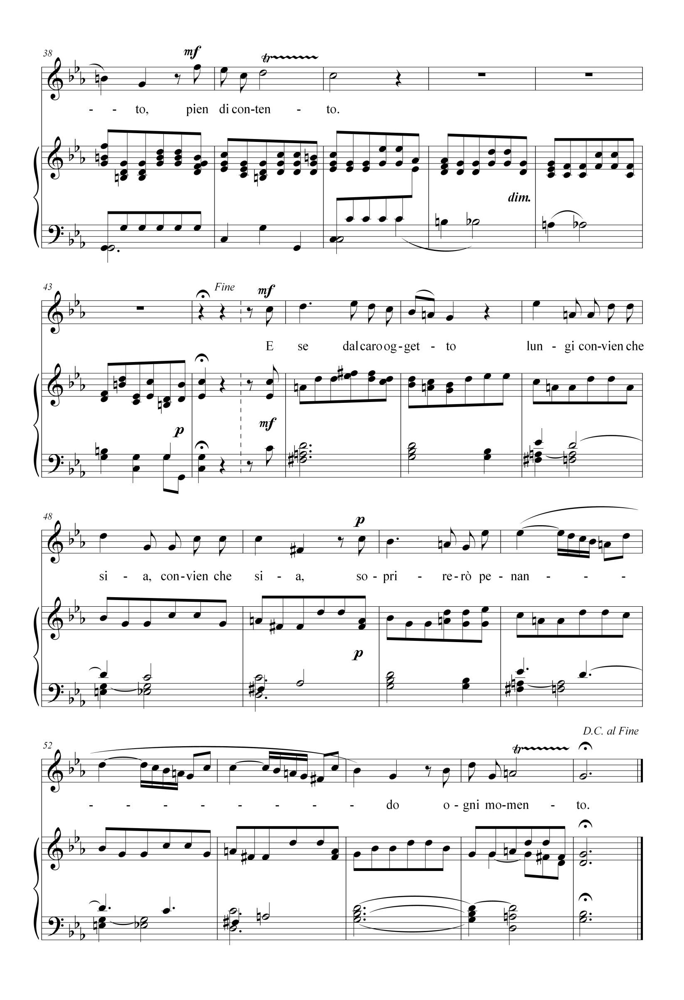 38
mf
tr
- - to, pien di con-ten - to.
dim.
43
Fine
mf
E se dal caro og-get - to lun - gi con-vien che
p
mf
48
p
si - a, con-vien che si - a, so- pri - re-rò pe - nan - - -
p
D.C. al Fine
52
tr
- - - - - - - - do o-gni mo-men - to.